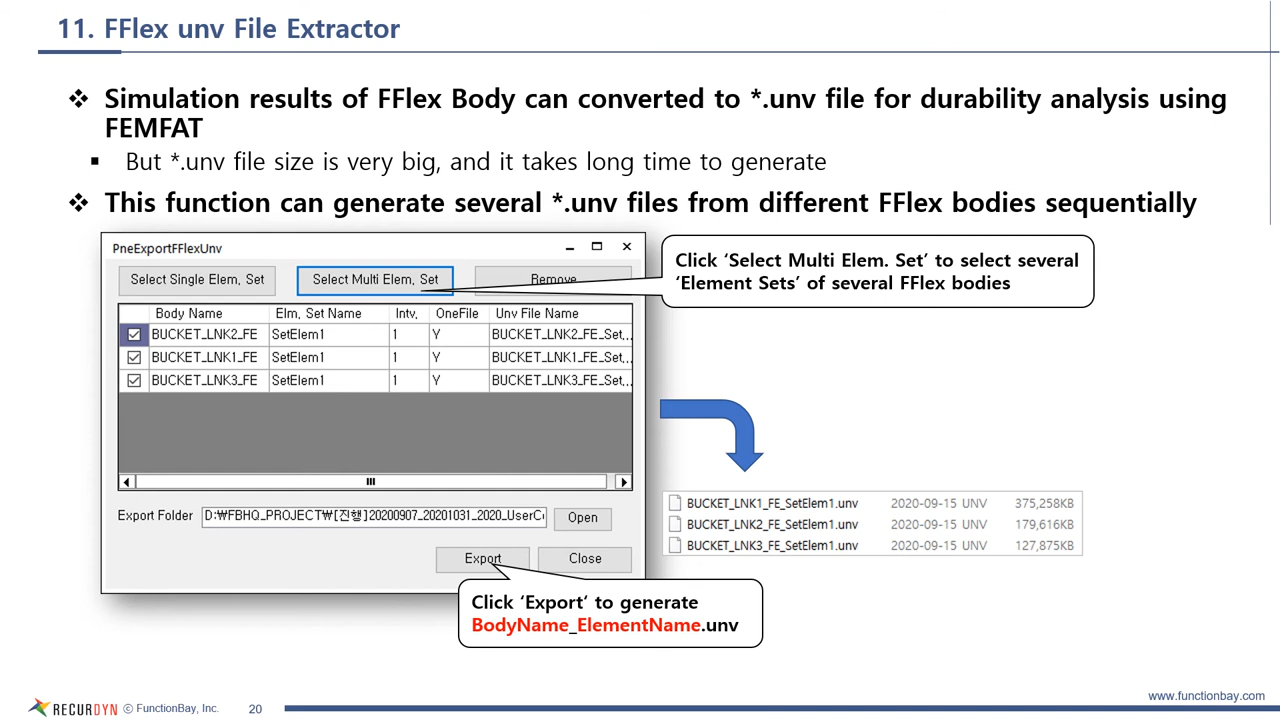 11. FFlex unv File Extractor
❖ Simulation results of FFlex Body can converted to *.unv file for durability analysis using
FEMFAT
▪ But *.unv file size is very big, and it takes long time to generate
❖ This function can generate several *.unv files from different FFlex bodies sequentially
PneExportFFlexUnv
Select Single Elem, Set Select Multi Elem, Set Remove
Click ‘Select Multi Elem. Set’ to select several
‘Element Sets’ of several FFlex bodies
Body Name Elm, Set Name Intv, OneFile Unv File Name
BUCKET_LNK2_FE SetElem1 1 Y BUCKET_LNK2_FE_Set...
BUCKET_LNK1_FE SetElem1 1 Y BUCKET_LNK1_FE_Set...
BUCKET_LNK3_FE SetElem1 1 Y BUCKET_LNK3_FE_Set...
Export Folder D:₩FBHQ_PROJECT₩[진행]20200907_20201031_2020_UserC Open
Export Close
BUCKET_LNK1_FE_SetElem1.unv 2020-09-15 UNV 375,258KB
BUCKET_LNK2_FE_SetElem1.unv 2020-09-15 UNV 179,616KB
BUCKET_LNK3_FE_SetElem1.unv 2020-09-15 UNV 127,875KB
Click ‘Export‘ to generate
BodyName_ElementName.unv
www.functionbay.com
RECURDYN © FunctionBay, Inc. 20